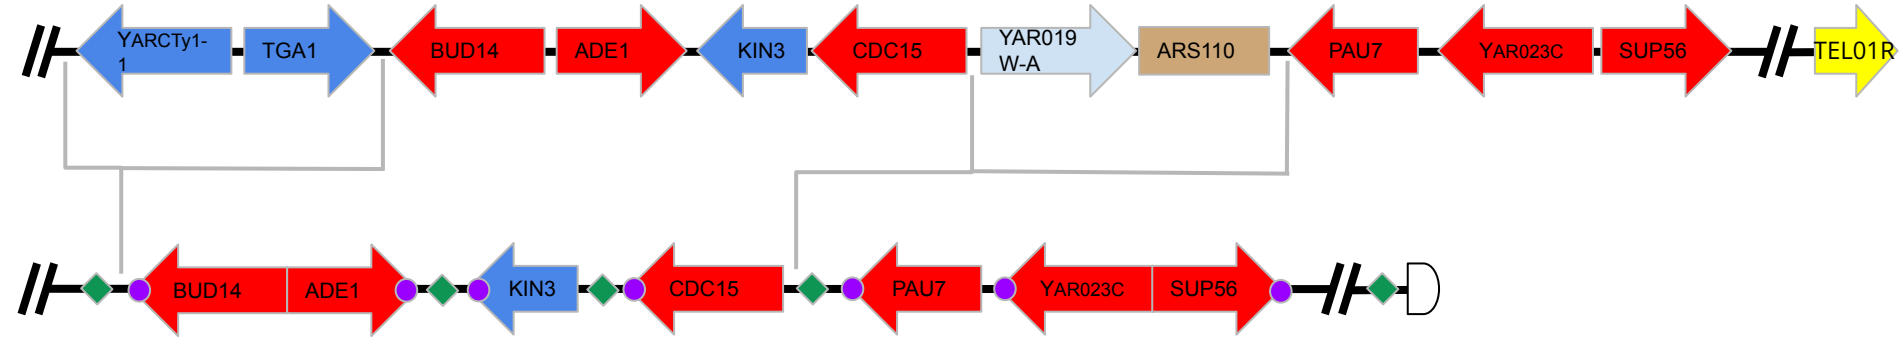 YARCTy1-
1
TGA1
BUD14
ADE1
KIN3
CDC15
YAR019
W-A
ARS110
PAU7
YAR023C
SUP56
TEL01R
BUD14
ADE1
KIN3
CDC15
PAU7
YAR023C
SUP56